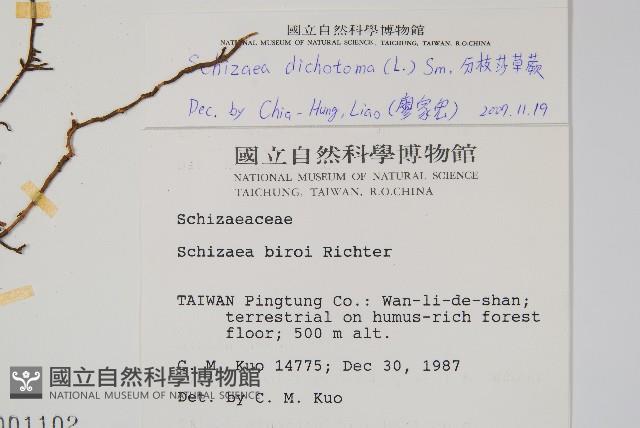 國立自然科學博物館
NATIONAL MUSEUM OF NATURAL SCIENCE, TAICHUNG, TAIWAN, R.O.CHINA
Schizaea dichotoma (L.) Sm. 分枝莎草蕨
Dec. by Chia-Hung, Liao (廖家宏) 2007.11.19
國立自然科學博物館
NATIONAL MUSEUM OF NATURAL SCIENCE
TAICHUNG, TAIWAN, R.O.CHINA
Schizaeaceae
Schizaea biroi Richter
TAIWAN Pingtung Co.: Wan-li-de-shan;
terrestrial on humus-rich forest
floor; 500 m alt.
C. M. Kuo 14775; Dec 30, 1987
國立自然科學博物館
NATIONAL MUSEUM OF NATURAL SCIENCE
Det. by C. M. Kuo
001102